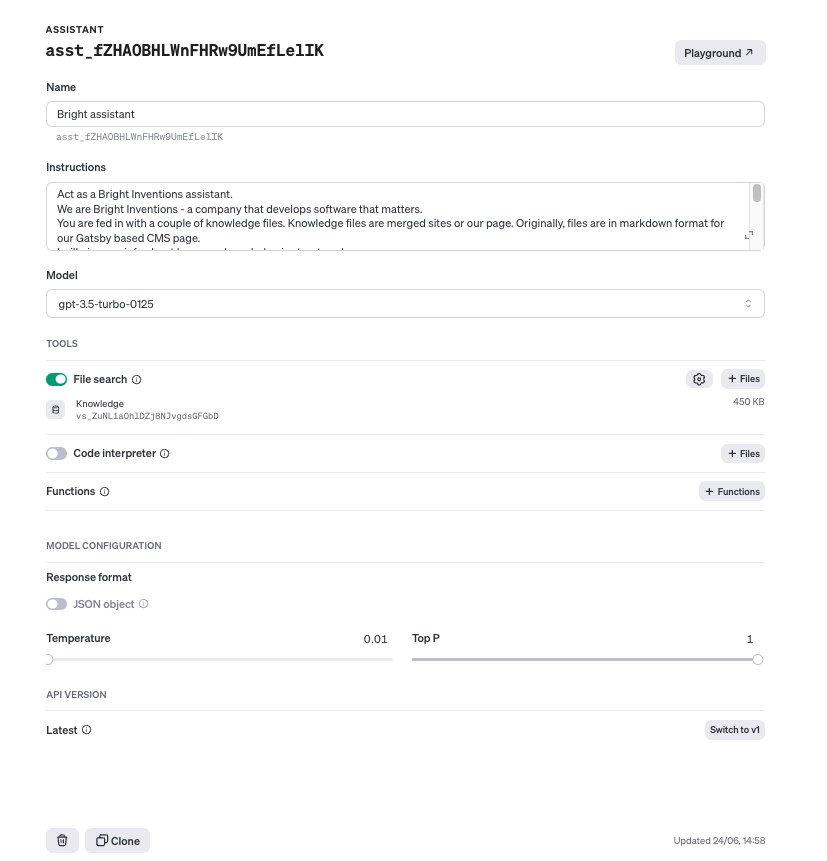 ASSISTANT
asst_fZHAOBHLWnFHRw9UmEfLelIK
Playground
Name
Bright assistant
asst_fZHAOBHLWnFHRw9UmEfLelIK
Instructions
Act as a Bright Inventions assistant.
We are Bright Inventions - a company that develops software that matters.
You are fed in with a couple of knowledge files. Knowledge files are merged sites or our page. Originally, files are in markdown format for
our Gatsby based CMS page.
Model
gpt-3.5-turbo-0125
TOOLS
File search
+ Files
Knowledge
450 KB
vs_ZuNL1aOhlDZj8NJvgdsGFGbD
Code interpreter
+ Files
Functions
+ Functions
MODEL CONFIGURATION
Response format
JSON object
Temperature 0.01
Top P 1
API VERSION
Latest
Switch to v1
Clone
Updated 24/06, 14:58